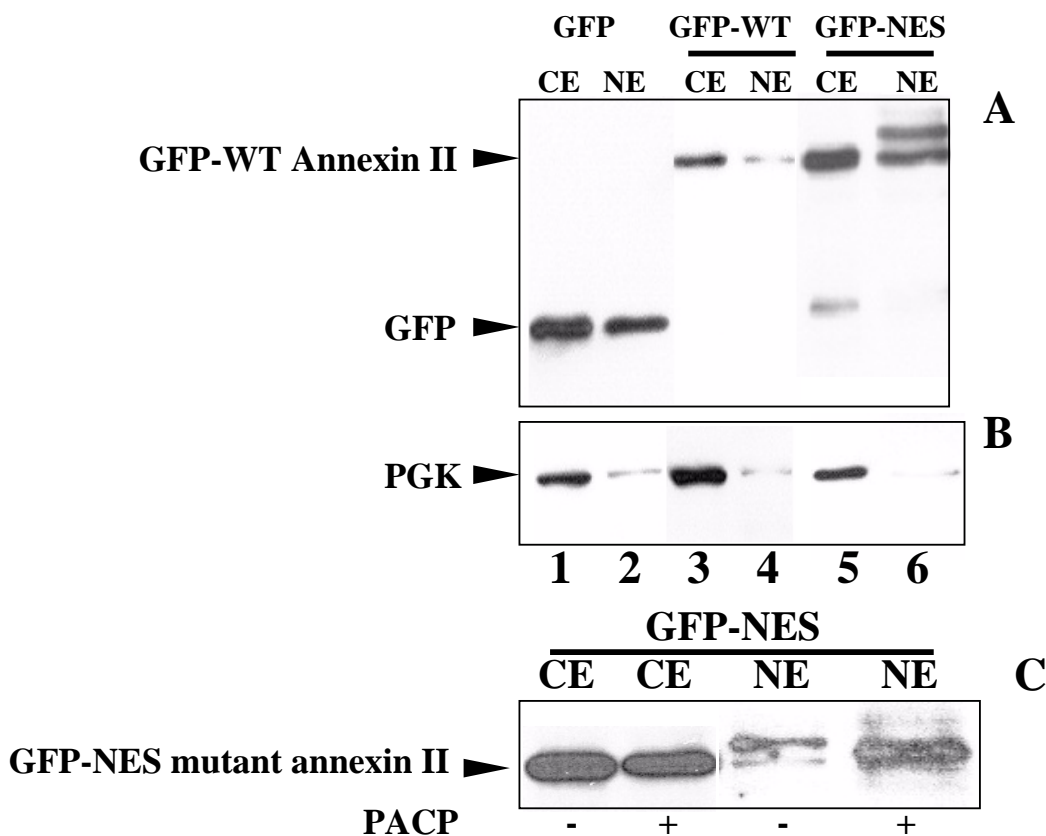 GFP GFP-WT GFP-NES
CE NE CE NE CE NE
A
GFP-WT Annexin II
GFP
B
PGK
1 2 3 4 5 6
GFP-NES
CE CE NE NE
C
GFP-NES mutant annexin II
PACP - + - +